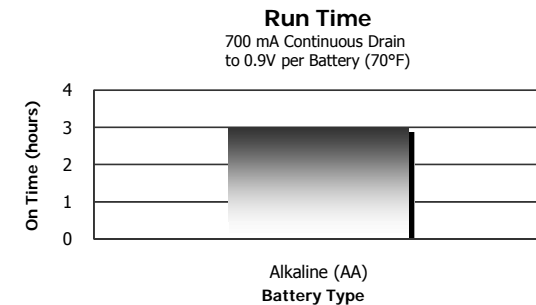 Run Time
700 mA Continuous Drain
to 0.9V per Battery (70°F)
On Time (hours)
4
3
2
1
0
Alkaline (AA)
Battery Type